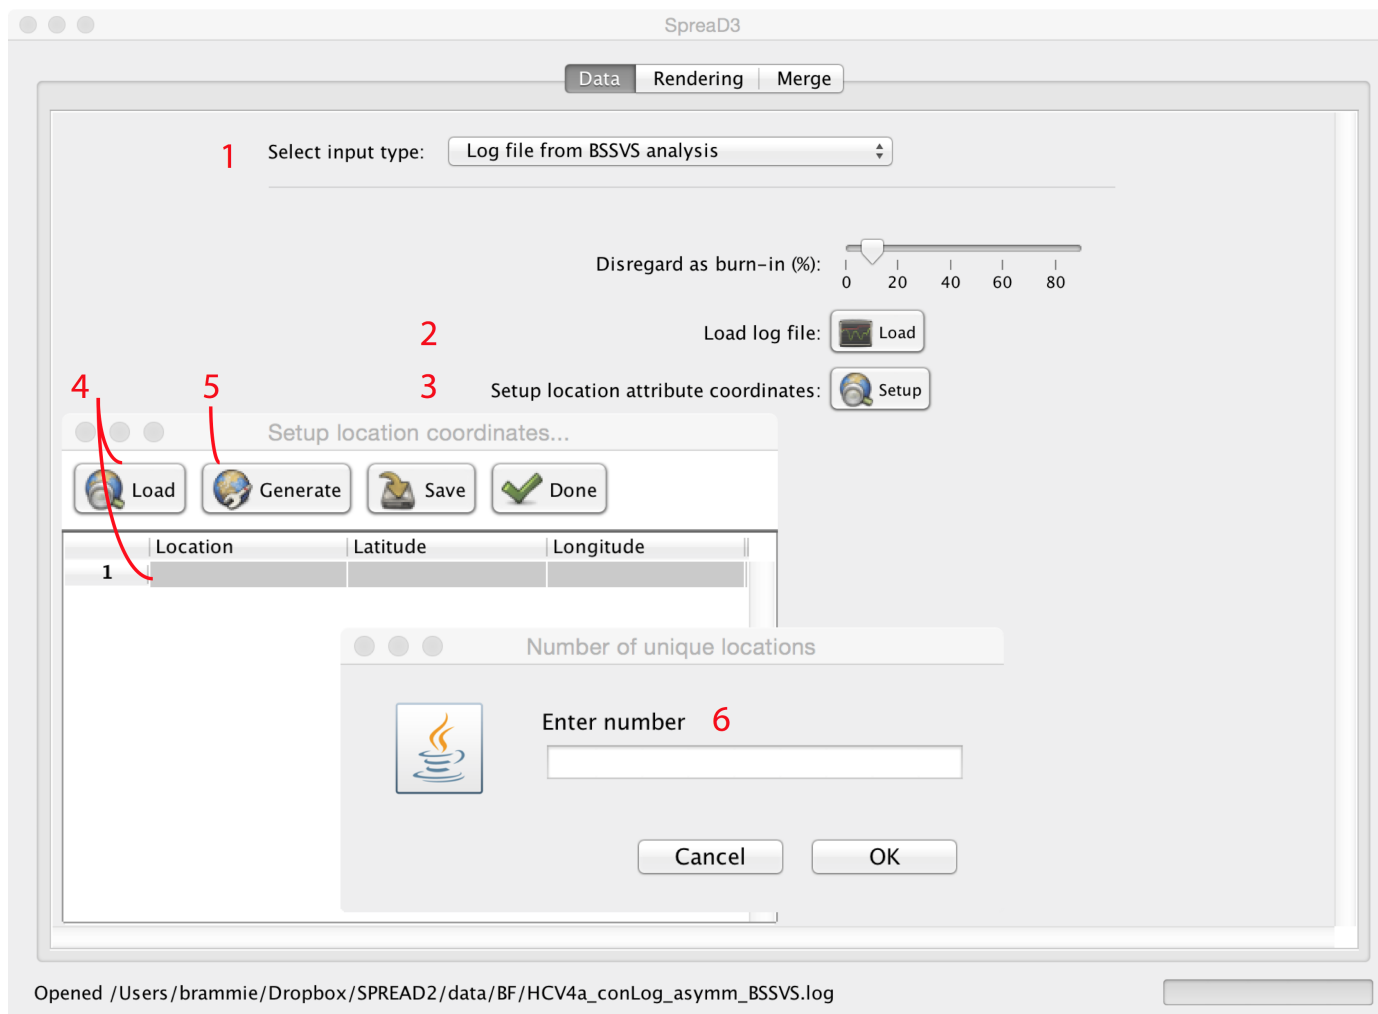 SpreaD3
Data Rendering Merge
1 Select input type: Log file from BSSVS analysis
Disregard as burn-in (%):
0 20 40 60 80
2 Load log file: Load
3 Setup location attribute coordinates: Setup
4 5
Setup location coordinates...
Load Generate Save Done
Location Latitude Longitude
1
Number of unique locations
Enter number 6
Cancel OK
Opened /Users/brammie/Dropbox/SPREAD2/data/BF/HCV4a_conLog_asymm_BSSVS.log